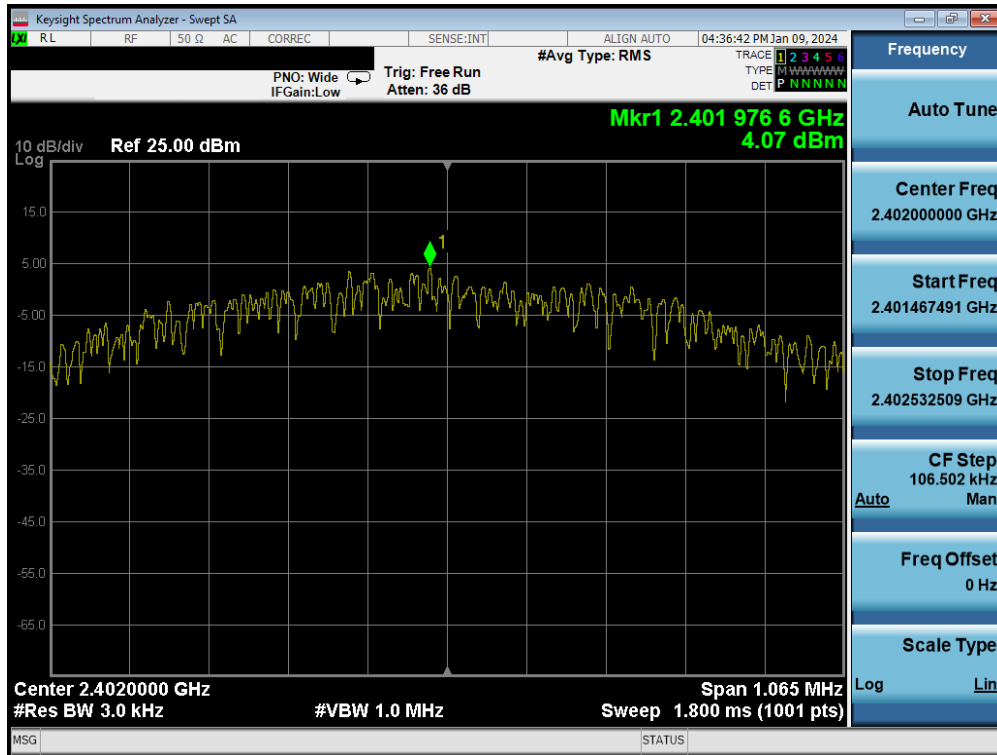 Keysight Spectrum Analyzer - Swept SA
LXI RL RF 50 Ω AC CORREC SENSE:INT ALIGN AUTO 04:36:42 PM Jan 09, 2024
#Avg Type: RMS
TRACE 1 2 3 4 5 6
PNO: Wide Trig: Free Run
TYPE M WWWWW
IFGain:Low Atten: 36 dB
DET P N N N N N
Mkr1 2.401 976 6 GHz
4.07 dBm
10 dB/div Ref 25.00 dBm
Log
15.0
1
5.00
-5.00
-15.0
-25.0
-35.0
-45.0
-55.0
-65.0
Center 2.4020000 GHz Span 1.065 MHz
#Res BW 3.0 kHz #VBW 1.0 MHz Sweep 1.800 ms (1001 pts)
MSG STATUS
Frequency
Auto Tune
Center Freq
2.402000000 GHz
Start Freq
2.401467491 GHz
Stop Freq
2.402532509 GHz
CF Step
106.502 kHz
Auto Man
Freq Offset
0 Hz
Scale Type
Log Lin